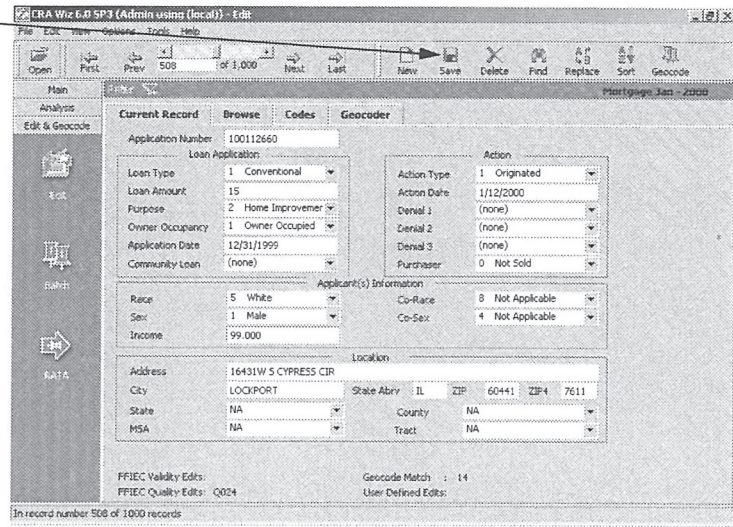 CRA Wiz 6.0 SP3 (Admin using (local)) - Edit
File Edit View Options Tools Help
Open First Prev 508 of 1,000 Next Last New Save Delete Find Replace Sort Geocode
Main Filter Mortgage Jan - 2000
Analysis
Edit & Geocode
Current Record Browse Codes Geocoder
Application Number 100112660
Loan Application Action
Loan Type 1 Conventional Action Type 1 Originated
Loan Amount 15 Action Date 1/12/2000
Purpose 2 Home Improvemer Denial 1 (none)
Owner Occupancy 1 Owner Occupied Denial 2 (none)
Application Date 12/31/1999 Denial 3 (none)
Community Loan (none) Purchaser 0 Not Sold
Edit
Batch
DATA
Applicant(s) Information
Race 5 White Co-Race 8 Not Applicable
Sex 1 Male Co-Sex 4 Not Applicable
Income 99.000
Location
Address 16431W S CYPRESS CIR
City LOCKPORT State Abrv IL ZIP 60441 ZIP4 7611
State NA County NA
MSA NA Tract NA
FFIEC Validity Edits: Geocode Match : 14
FFIEC Quality Edits: Q024 User Defined Edits:
In record number 508 of 1000 records